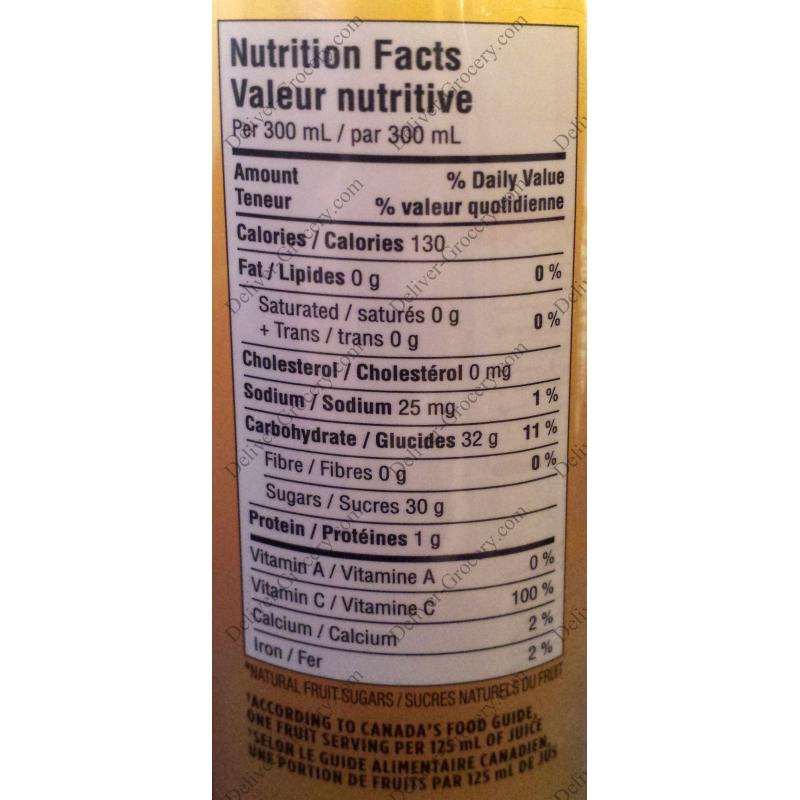 Nutrition Facts
Valeur nutritive
Per 300 mL / par 300 mL
Amount % Daily Value
Teneur % valeur quotidienne
Calories / Calories 130
Fat / Lipides 0 g 0 %
Saturated / saturés 0 g
+ Trans / trans 0 g 0 %
Cholesterol / Cholestérol 0 mg
Sodium / Sodium 25 mg 1 %
Carbohydrate / Glucides 32 g 11 %
Fibre / Fibres 0 g 0 %
Sugars / Sucres 30 g
Protein / Protéines 1 g
Vitamin A / Vitamine A 0 %
Vitamin C / Vitamine C 100 %
Calcium / Calcium 2 %
Iron / Fer 2 %
*NATURAL FRUIT SUGARS / SUCRES NATURELS DU FRUIT
†ACCORDING TO CANADA'S FOOD GUIDE,
ONE FRUIT SERVING PER 125 mL OF JUICE
†SELON LE GUIDE ALIMENTAIRE CANADIEN,
UNE PORTION DE FRUITS PAR 125 mL DE JUS
Deliver-Grocery.com